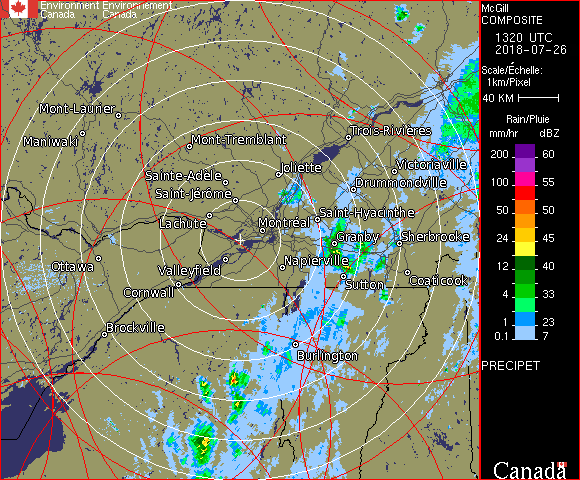 Environment Environnement
Canada Canada
McGill
COMPOSITE
1320 UTC
2018-07-26
Scale/Échelle:
1km/Pixel
40 KM
Rain/Pluie
mm/hr dBZ
200 60
100 55
50 50
24 45
12 40
4 33
1 23
0.1 7
PRECIPET
Canada
Mont-Laurier
Maniwaki
Mont-Tremblant
Trois-Rivières
Sainte-Adèle
Joliette
Victoriaville
Saint-Jérôme
Drummondville
Lachute
Montréal
Saint-Hyacinthe
Granby
Sherbrooke
Ottawa
Valleyfield
Napierville
Cornwall
Sutton
Coaticook
Brockville
Burlington